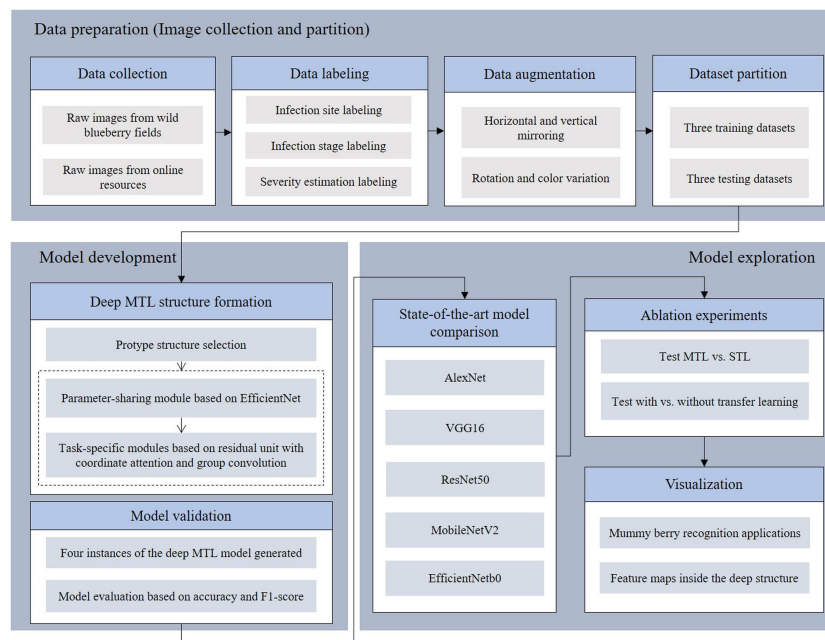 Data preparation (Image collection and partition)
Data collection
Raw images from wild
blueberry fields
Raw images from online
resources
Data labeling
Infection site labeling
Infection stage labeling
Severity estimation labeling
Data augmentation
Horizontal and vertical
mirroring
Rotation and color variation
Dataset partition
Three training datasets
Three testing datasets
Model development
Deep MTL structure formation
Protype structure selection
Parameter-sharing module based on EfficientNet
Task-specific modules based on residual unit with
coordinate attention and group convolution
Model validation
Four instances of the deep MTL model generated
Model evaluation based on accuracy and F1-score
Model exploration
State-of-the-art model
comparison
AlexNet
VGG16
ResNet50
MobileNetV2
EfficientNetb0
Ablation experiments
Test MTL vs. STL
Test with vs. without transfer learning
Visualization
Mummy berry recognition applications
Feature maps inside the deep structure